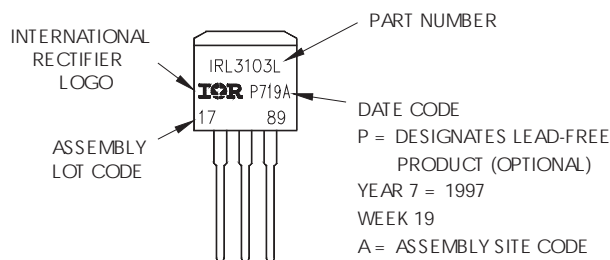 INTERNATIONAL
RECTIFIER
LOGO
ASSEMBLY
LOT CODE
IRL3103L
IOR P719A
17 89
PART NUMBER
DATE CODE
P = DESIGNATES LEAD-FREE
PRODUCT (OPTIONAL)
YEAR 7 = 1997
WEEK 19
A = ASSEMBLY SITE CODE